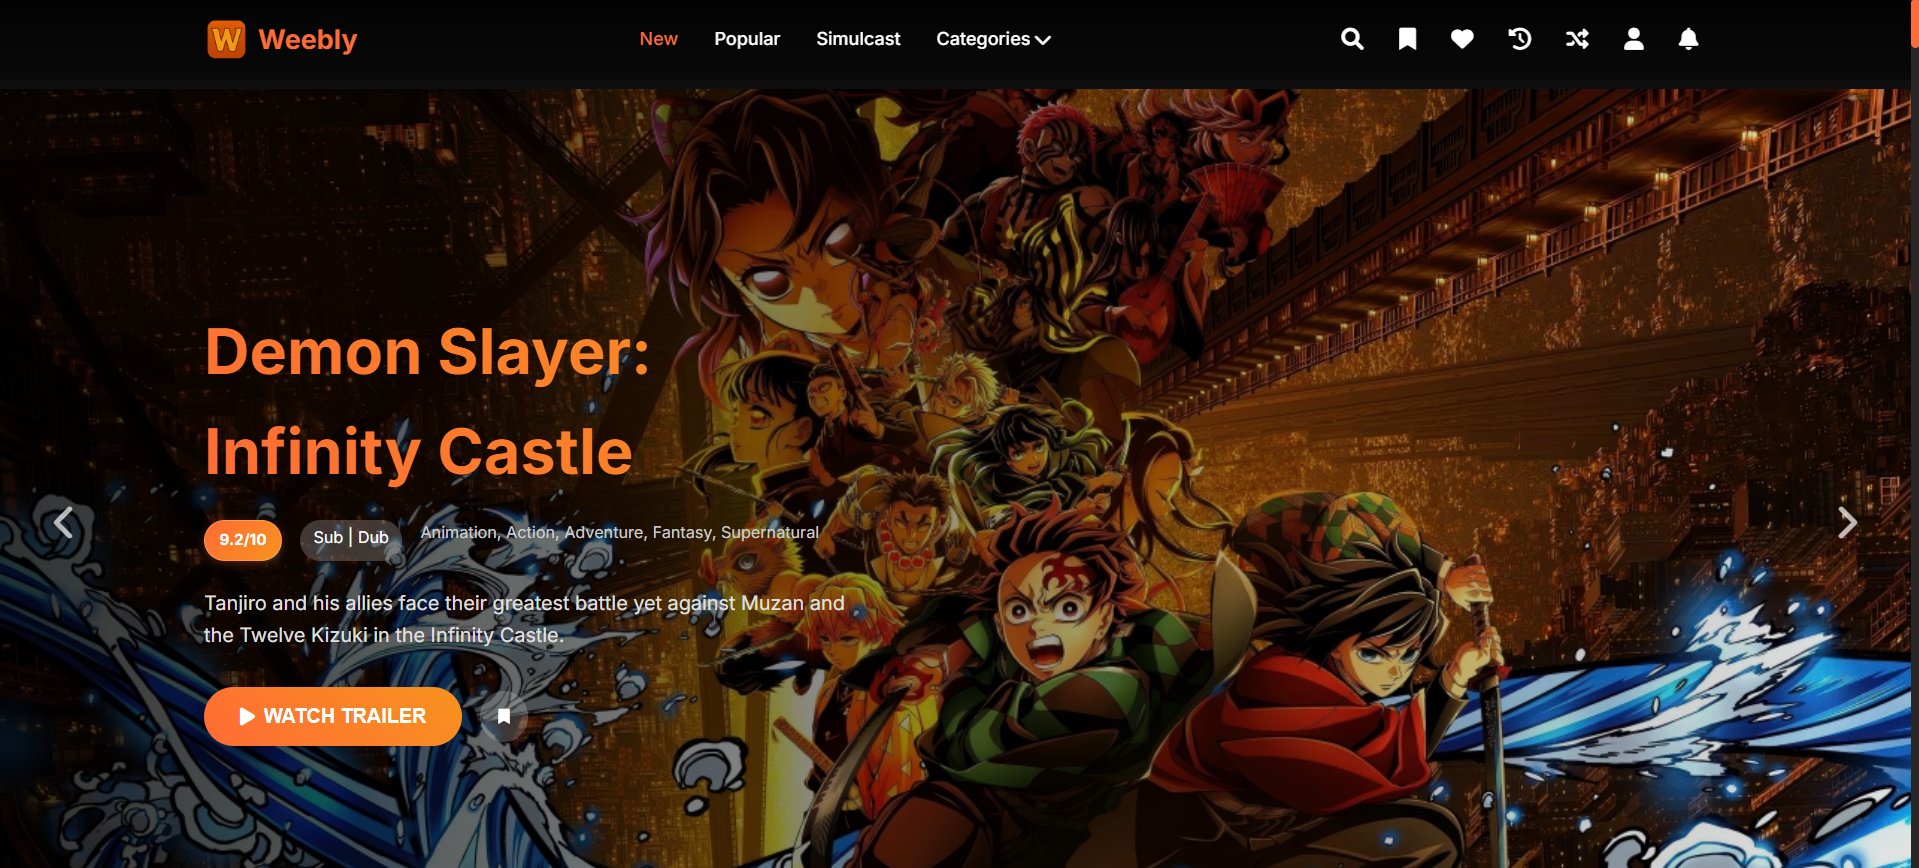 W Weebly
New Popular Simulcast Categories
Demon Slayer:
Infinity Castle
9.2/10 Sub | Dub Animation, Action, Adventure, Fantasy, Supernatural
Tanjiro and his allies face their greatest battle yet against Muzan and
the Twelve Kizuki in the Infinity Castle.
WATCH TRAILER